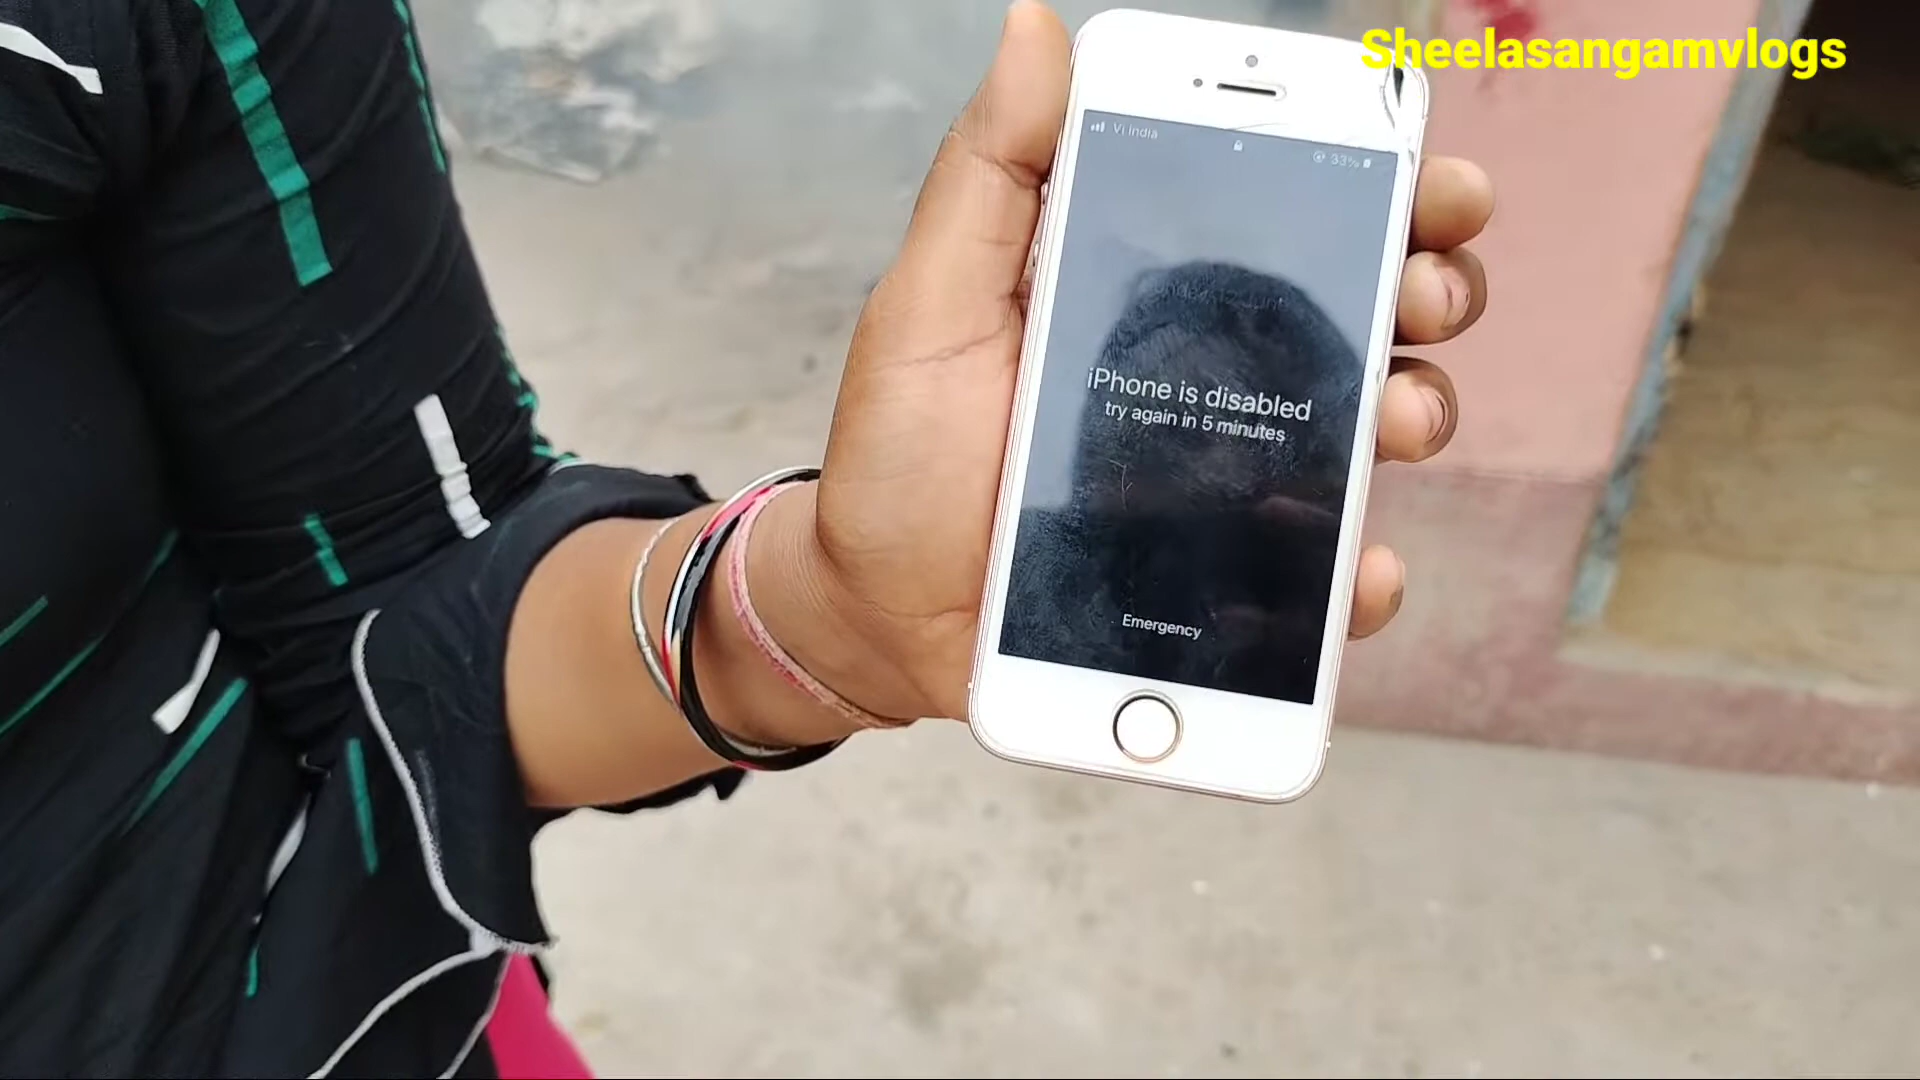 Sheelasangamvlogs
Vi India
33%
iPhone is disabled
try again in 5 minutes
Emergency